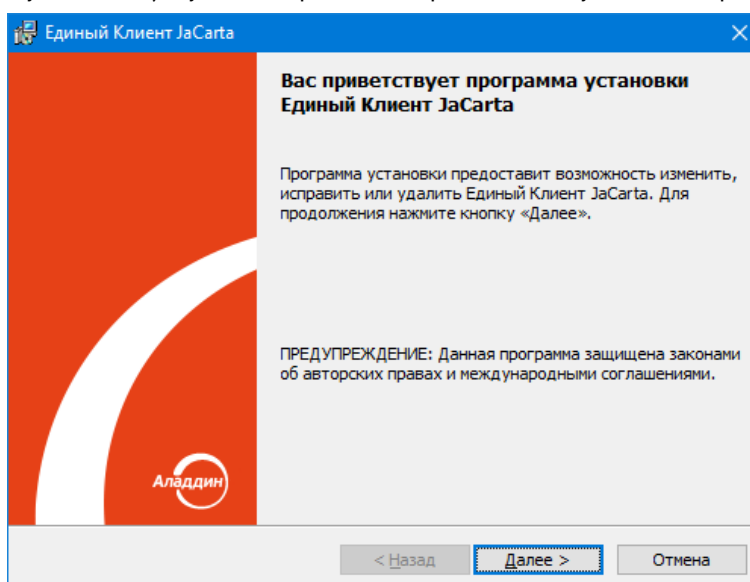 Единый Клиент JaCarta
Вас приветствует программа установки
Единый Клиент JaCarta
Программа установки предоставит возможность изменить,
исправить или удалить Единый Клиент JaCarta. Для
продолжения нажмите кнопку «Далее».
ПРЕДУПРЕЖДЕНИЕ: Данная программа защищена законами
об авторских правах и международными соглашениями.
Аладдин
< Назад
Далее >
Отмена